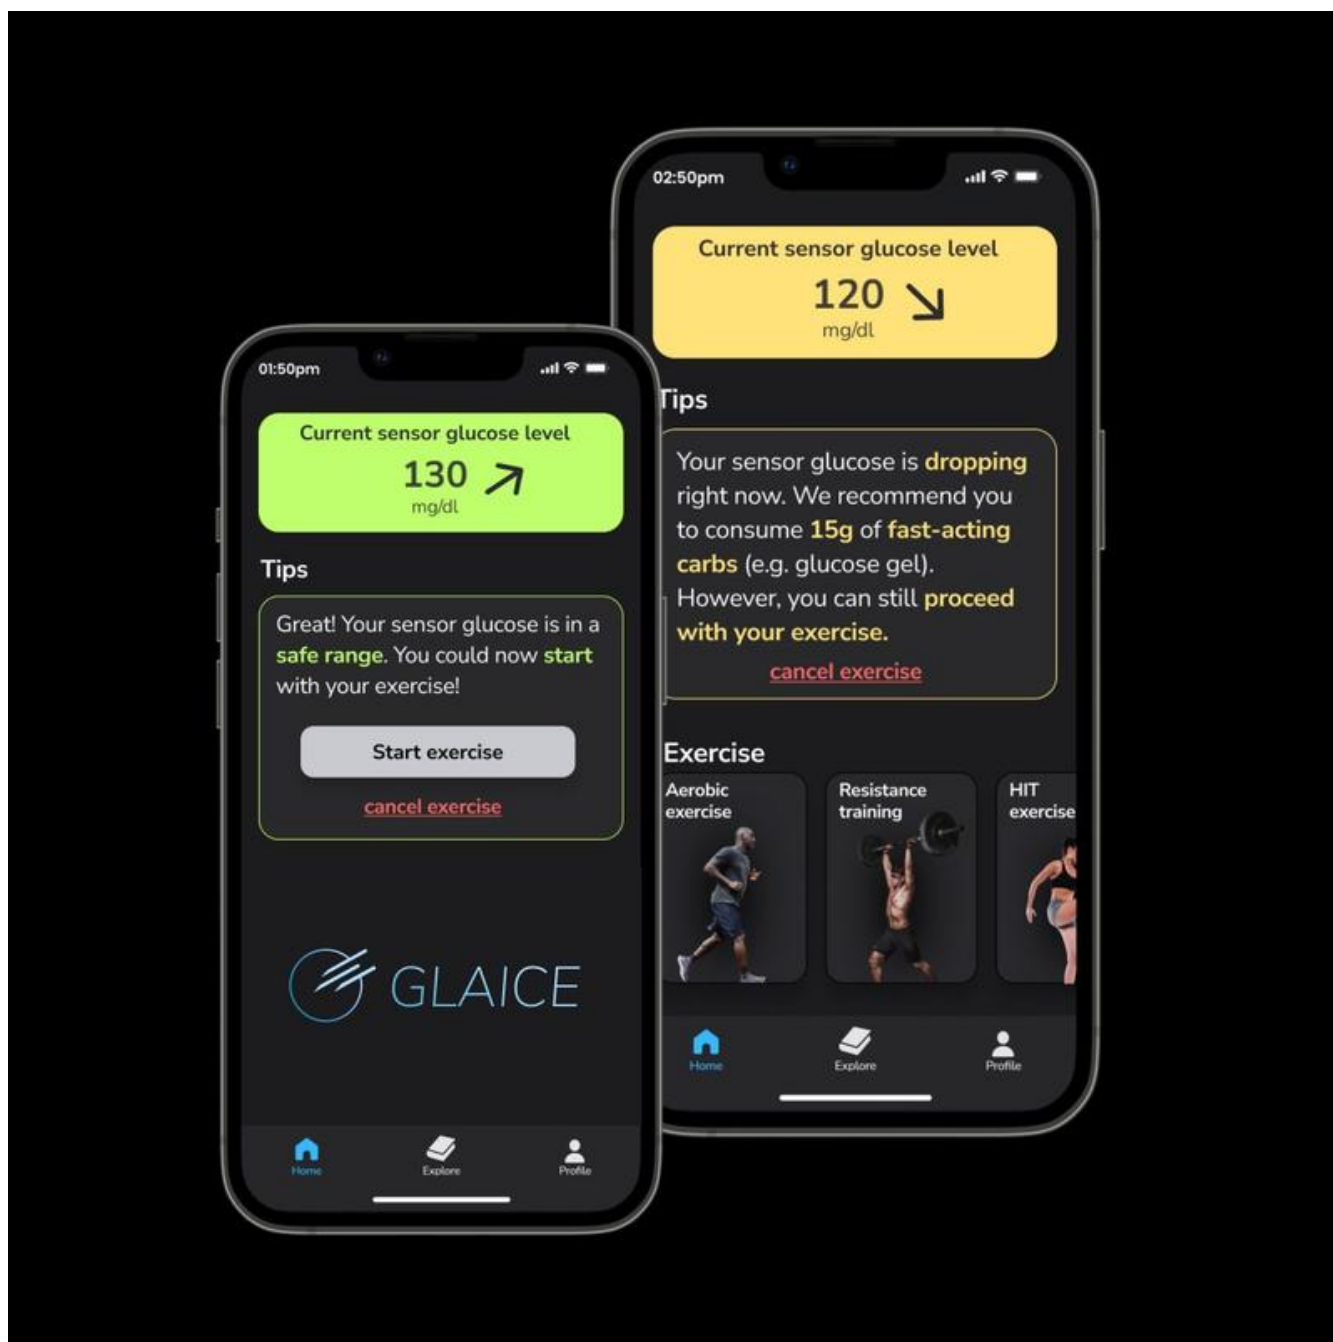 01:50pm
Current sensor glucose level
130
mg/dl
Tips
Great! Your sensor glucose is in a
safe range. You could now start
with your exercise!
Start exercise
cancel exercise
GLAICE
Home
Explore
Profile
02:50pm
Current sensor glucose level
120
mg/dl
Tips
Your sensor glucose is dropping
right now. We recommend you
to consume 15g of fast-acting
carbs (e.g. glucose gel).
However, you can still proceed
with your exercise.
cancel exercise
Exercise
Aerobic
exercise
Resistance
training
HIT
exercise
Home
Explore
Profile